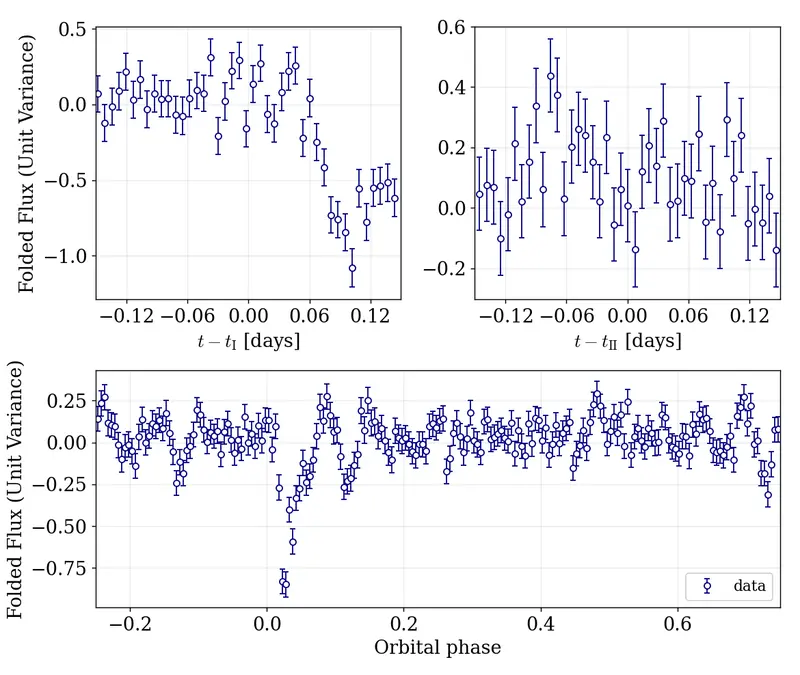 Folded Flux (Unit Variance)
0.5
0.0
−0.5
−1.0
−0.12 −0.06 0.00 0.06 0.12
t − t_I [days]
0.6
0.4
0.2
0.0
−0.2
−0.12 −0.06 0.00 0.06 0.12
t − t_II [days]
Folded Flux (Unit Variance)
0.25
0.00
−0.25
−0.50
−0.75
−0.2 0.0 0.2 0.4 0.6
Orbital phase
data